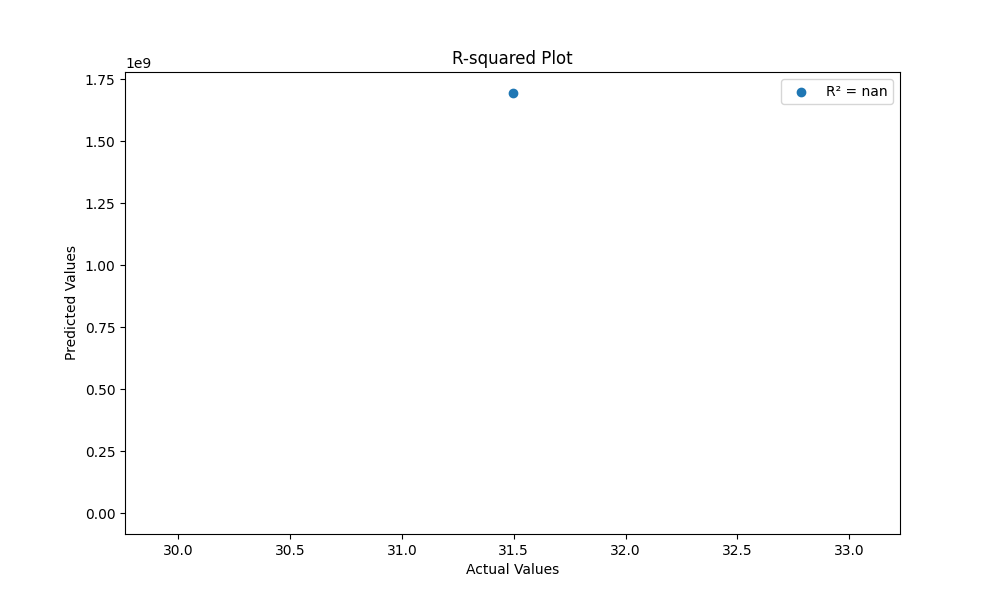 R-squared Plot
1e9
R² = nan
1.75
1.50
1.25
1.00
0.75
0.50
0.25
0.00
Predicted Values
30.0 30.5 31.0 31.5 32.0 32.5 33.0
Actual Values